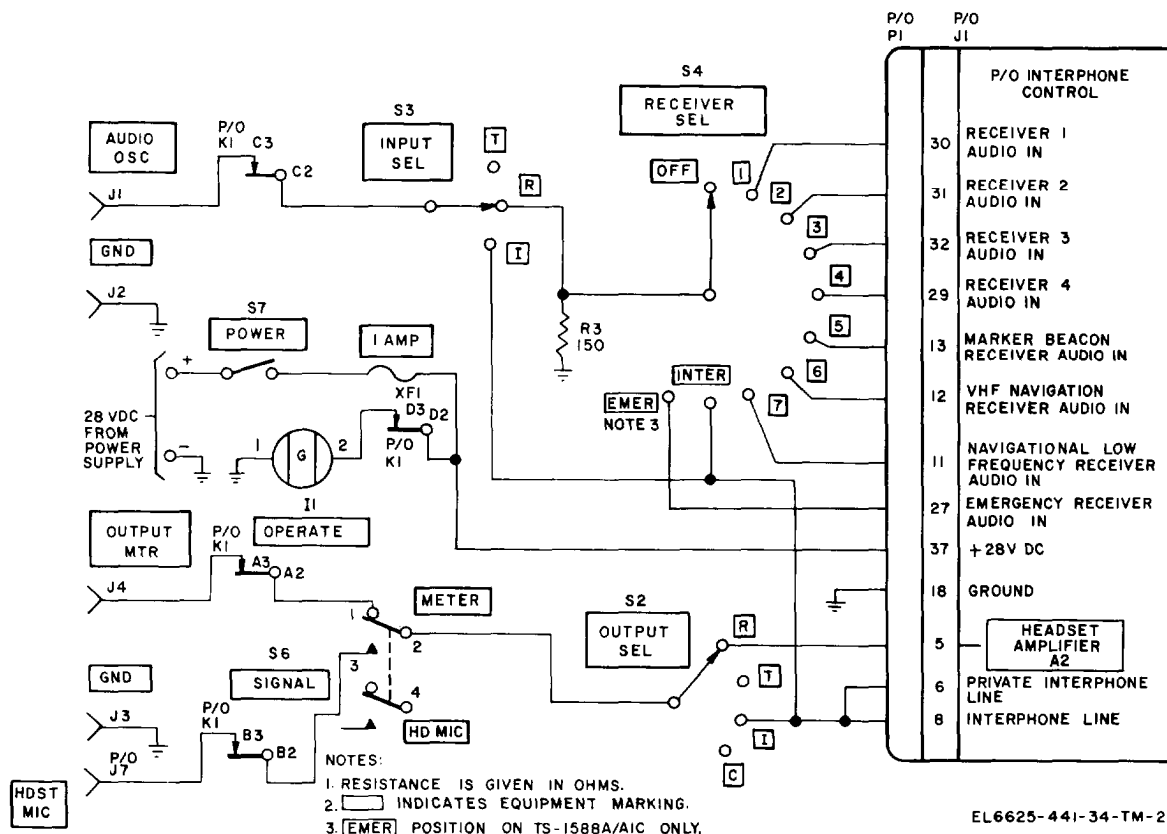 P/O P1
P/O J1
P/O INTERPHONE CONTROL
S4
RECEIVER SEL
S3
INPUT SEL
AUDIO OSC
P/O K1
C3
C2
J1
T
R
I
OFF
1
2
3
4
5
6
7
INTER
EMER
NOTE 3
30 RECEIVER 1 AUDIO IN
31 RECEIVER 2 AUDIO IN
32 RECEIVER 3 AUDIO IN
29 RECEIVER 4 AUDIO IN
13 MARKER BEACON RECEIVER AUDIO IN
12 VHF NAVIGATION RECEIVER AUDIO IN
11 NAVIGATIONAL LOW FREQUENCY RECEIVER AUDIO IN
27 EMERGENCY RECEIVER AUDIO IN
37 +28V DC
18 GROUND
5 HEADSET AMPLIFIER A2
6 PRIVATE INTERPHONE LINE
8 INTERPHONE LINE
GND
J2
R3
150
S7
POWER
1 AMP
XF1
+
28 VDC FROM POWER SUPPLY
-
1
G
2
D3
D2
P/O K1
I1
OPERATE
OUTPUT MTR
P/O K1
A3
A2
J4
METER
1
2
3
4
HD MIC
S6
SIGNAL
S2
OUTPUT SEL
R
T
I
C
GND
J3
P/O K1
B3
B2
P/O J7
HDST MIC
NOTES:
1. RESISTANCE IS GIVEN IN OHMS.
2. INDICATES EQUIPMENT MARKING.
3. EMER POSITION ON TS-1588A/AIC ONLY.
EL6625-441-34-TM-2